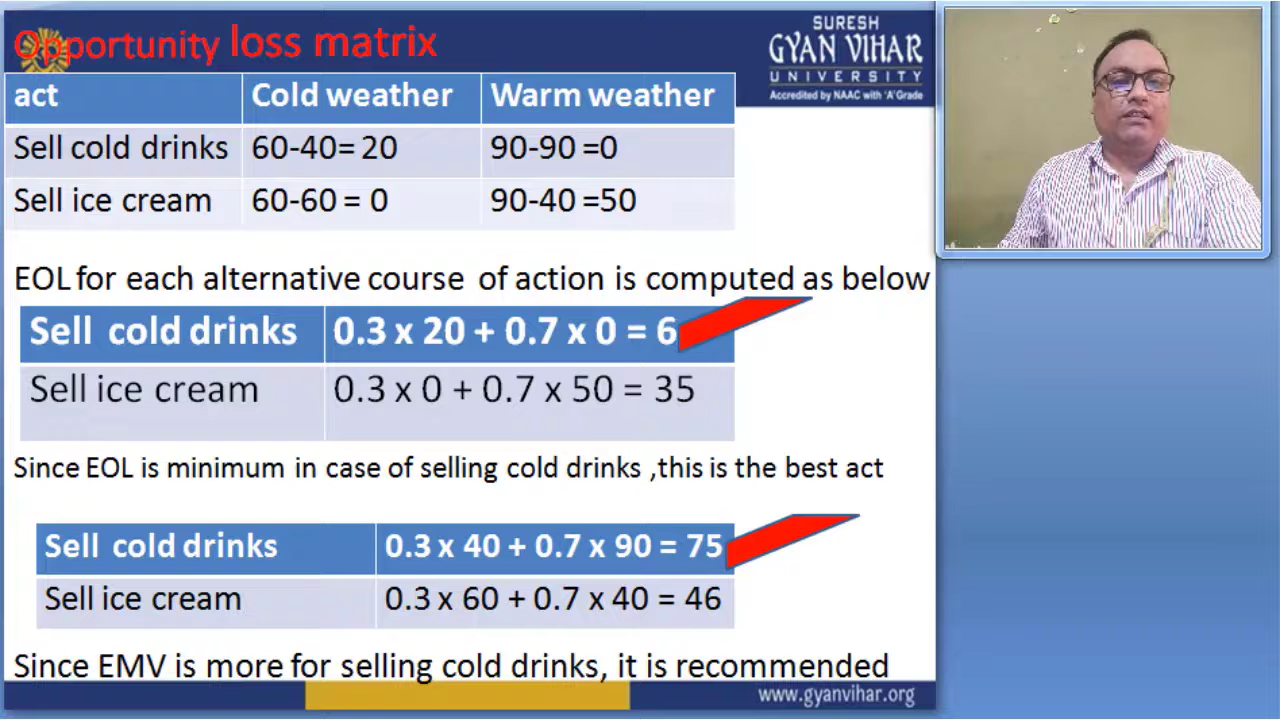 Opportunity loss matrix
SURESH
GYAN VIHAR
UNIVERSITY
Accredited by NAAC with 'A' Grade
act Cold weather Warm weather
Sell cold drinks 60-40= 20 90-90 =0
Sell ice cream 60-60 = 0 90-40 =50
EOL for each alternative course of action is computed as below
Sell cold drinks 0.3 x 20 + 0.7 x 0 = 6
Sell ice cream 0.3 x 0 + 0.7 x 50 = 35
Since EOL is minimum in case of selling cold drinks ,this is the best act
Sell cold drinks 0.3 x 40 + 0.7 x 90 = 75
Sell ice cream 0.3 x 60 + 0.7 x 40 = 46
Since EMV is more for selling cold drinks, it is recommended
www.gyanvihar.org